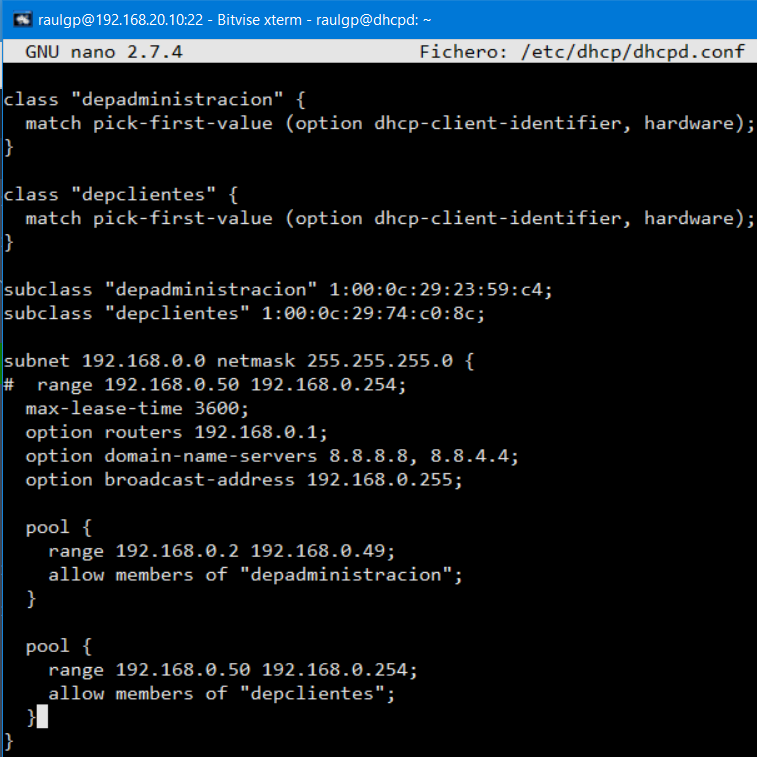 raulgp@192.168.20.10:22 - Bitvise xterm - raulgp@dhcpd: ~
GNU nano 2.7.4 Fichero: /etc/dhcp/dhcpd.conf
class "depadministracion" {
match pick-first-value (option dhcp-client-identifier, hardware);
}
class "depclientes" {
match pick-first-value (option dhcp-client-identifier, hardware);
}
subclass "depadministracion" 1:00:0c:29:23:59:c4;
subclass "depclientes" 1:00:0c:29:74:c0:8c;
subnet 192.168.0.0 netmask 255.255.255.0 {
#  range 192.168.0.50 192.168.0.254;
max-lease-time 3600;
option routers 192.168.0.1;
option domain-name-servers 8.8.8.8, 8.8.4.4;
option broadcast-address 192.168.0.255;
pool {
range 192.168.0.2 192.168.0.49;
allow members of "depadministracion";
}
pool {
range 192.168.0.50 192.168.0.254;
allow members of "depclientes";
}
}